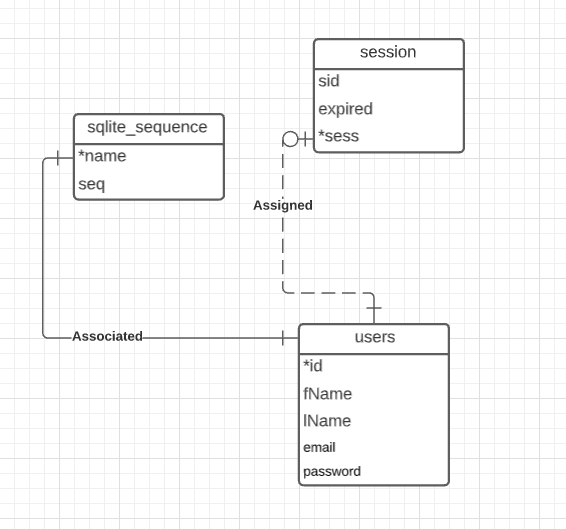 session
sid
expired
*sess
sqlite_sequence
*name
seq
Assigned
Associated
users
*id
fName
lName
email
password